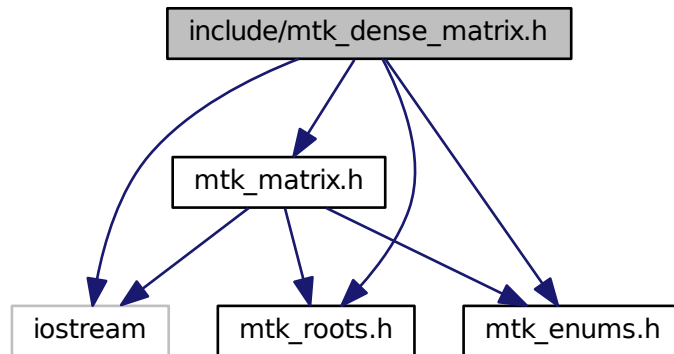 include/mtk_dense_matrix.h
mtk_matrix.h
iostream
mtk_roots.h
mtk_enums.h